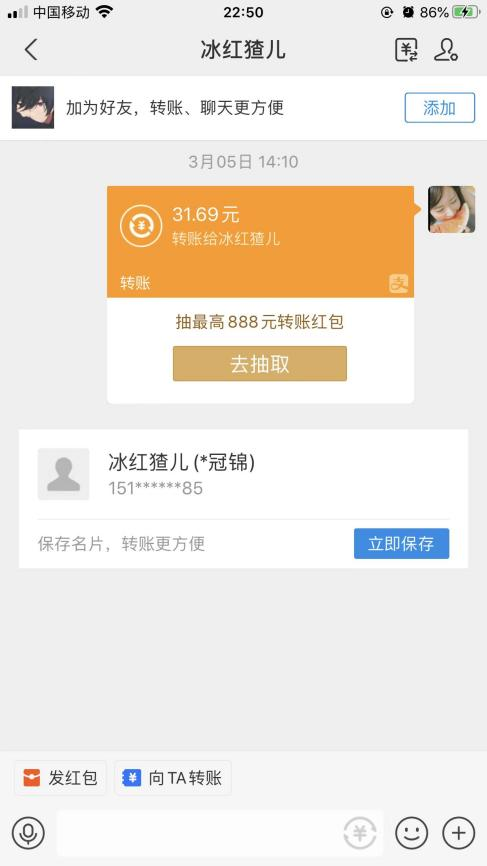 中国移动 22:50 86%
冰红猹儿
加为好友，转账、聊天更方便 添加
3月05日 14:10
31.69元
转账给冰红猹儿
转账 支
抽最高888元转账红包
去抽取
冰红猹儿(*冠锦)
151******85
保存名片，转账更方便 立即保存
发红包 向TA转账